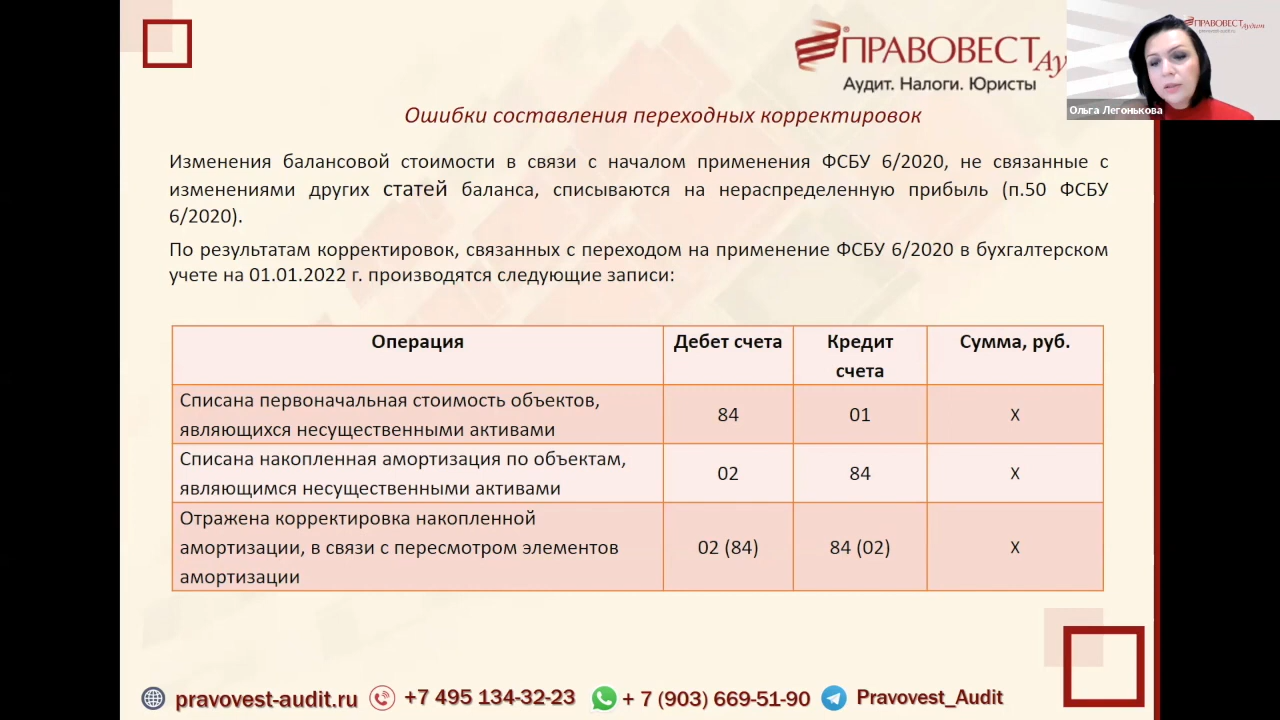 ПРАВОВЕСТ
Аудит. Налоги. Юристы
ПРАВОВЕСТ Аудит
pravovest-audit.ru
Ольга Легонькова
Ошибки составления переходных корректировок
Изменения балансовой стоимости в связи с началом применения ФСБУ 6/2020, не связанные с
изменениями других статей баланса, списываются на нераспределенную прибыль (п.50 ФСБУ
6/2020).
По результатам корректировок, связанных с переходом на применение ФСБУ 6/2020 в бухгалтерском
учете на 01.01.2022 г. производятся следующие записи:
Операция Дебет счета Кредит Сумма, руб.
счета
Списана первоначальная стоимость объектов,
являющихся несущественными активами
84 01 X
Списана накопленная амортизация по объектам,
являющимся несущественными активами
02 84 X
Отражена корректировка накопленной
амортизации, в связи с пересмотром элементов
амортизации
02 (84) 84 (02) X
pravovest-audit.ru +7 495 134-32-23 + 7 (903) 669-51-90 Pravovest_Audit